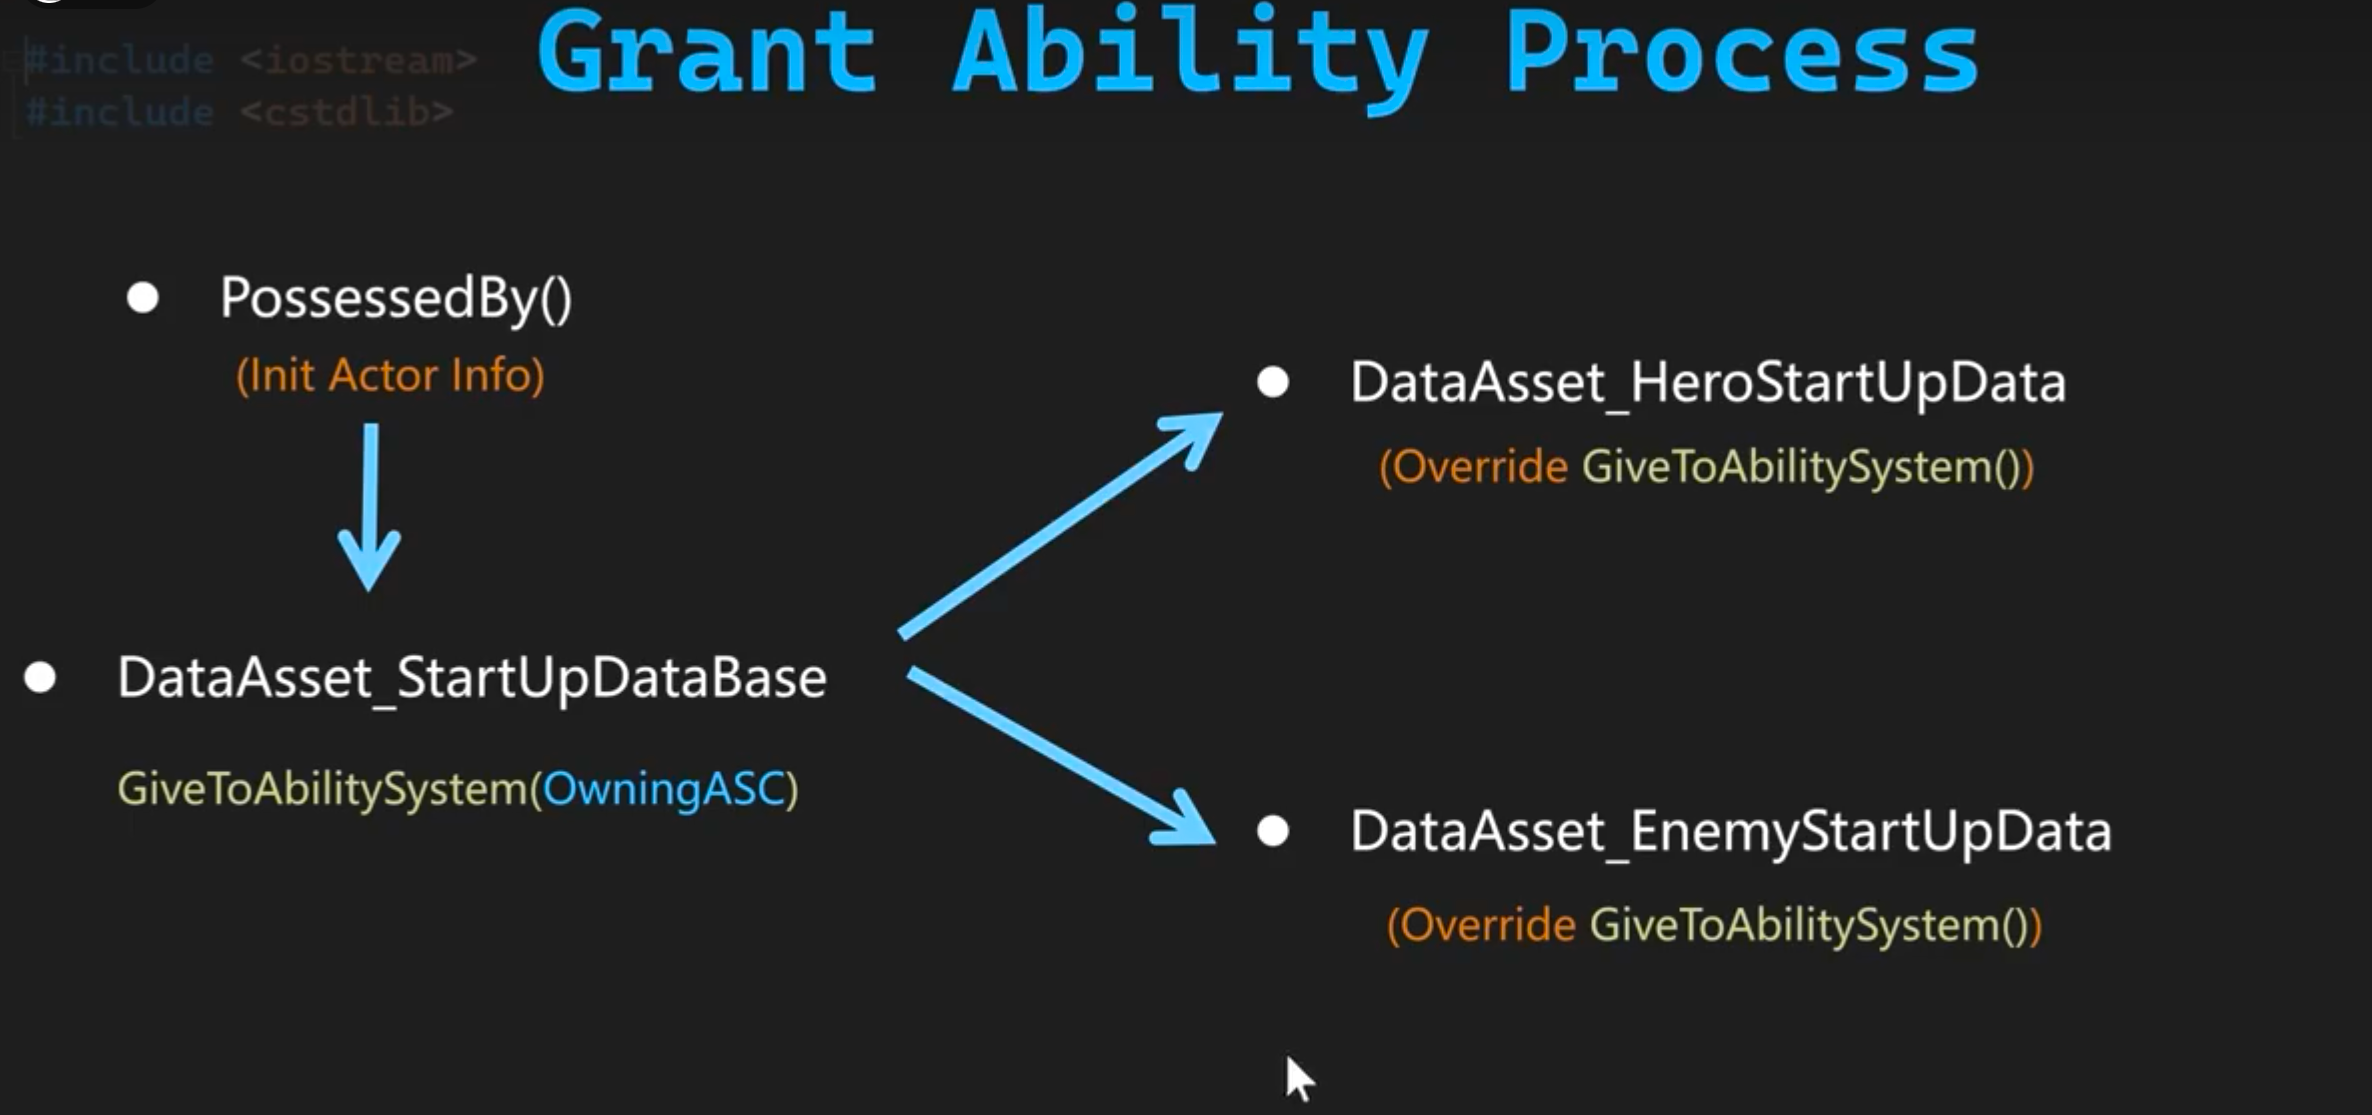 Grant Ability Process
#include <iostream>
#include <cstdlib>
PossessedBy()
(Init Actor Info)
DataAsset_StartUpDataBase
GiveToAbilitySystem(OwningASC)
DataAsset_HeroStartUpData
(Override GiveToAbilitySystem())
DataAsset_EnemyStartUpData
(Override GiveToAbilitySystem())